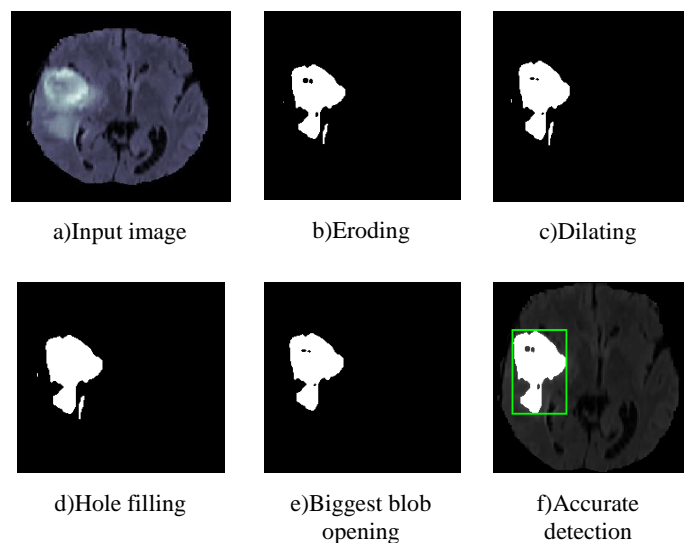 a)Input image
b)Eroding
c)Dilating
d)Hole filling
e)Biggest blob
opening
f)Accurate
detection